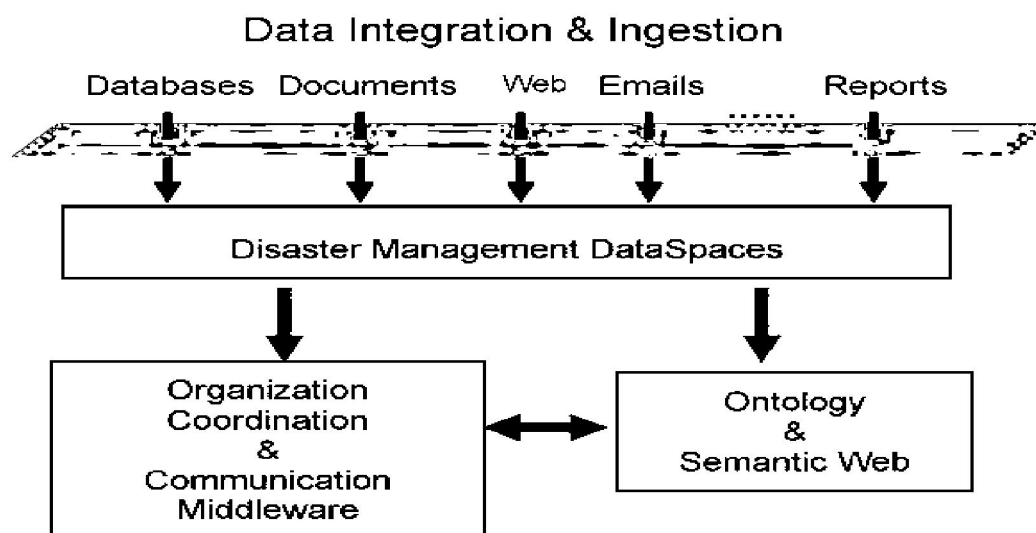 Data Integration & Ingestion
Databases Documents Web Emails Reports
Disaster Management DataSpaces
Organization
Coordination
&
Communication
Middleware
Ontology
&
Semantic Web